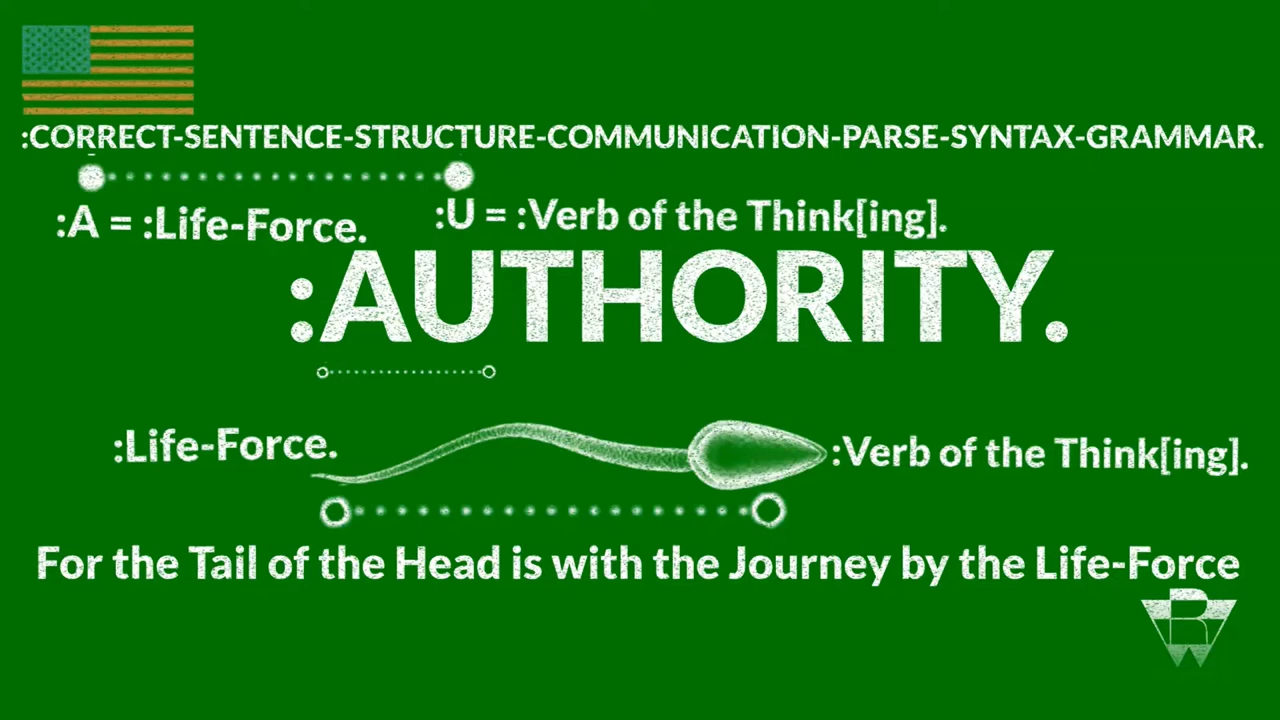 :CORRECT-SENTENCE-STRUCTURE-COMMUNICATION-PARSE-SYNTAX-GRAMMAR.
:A = :Life-Force.
:U = :Verb of the Think[ing].
:AUTHORITY.
:Life-Force.
:Verb of the Think[ing].
For the Tail of the Head is with the Journey by the Life-Force
RW